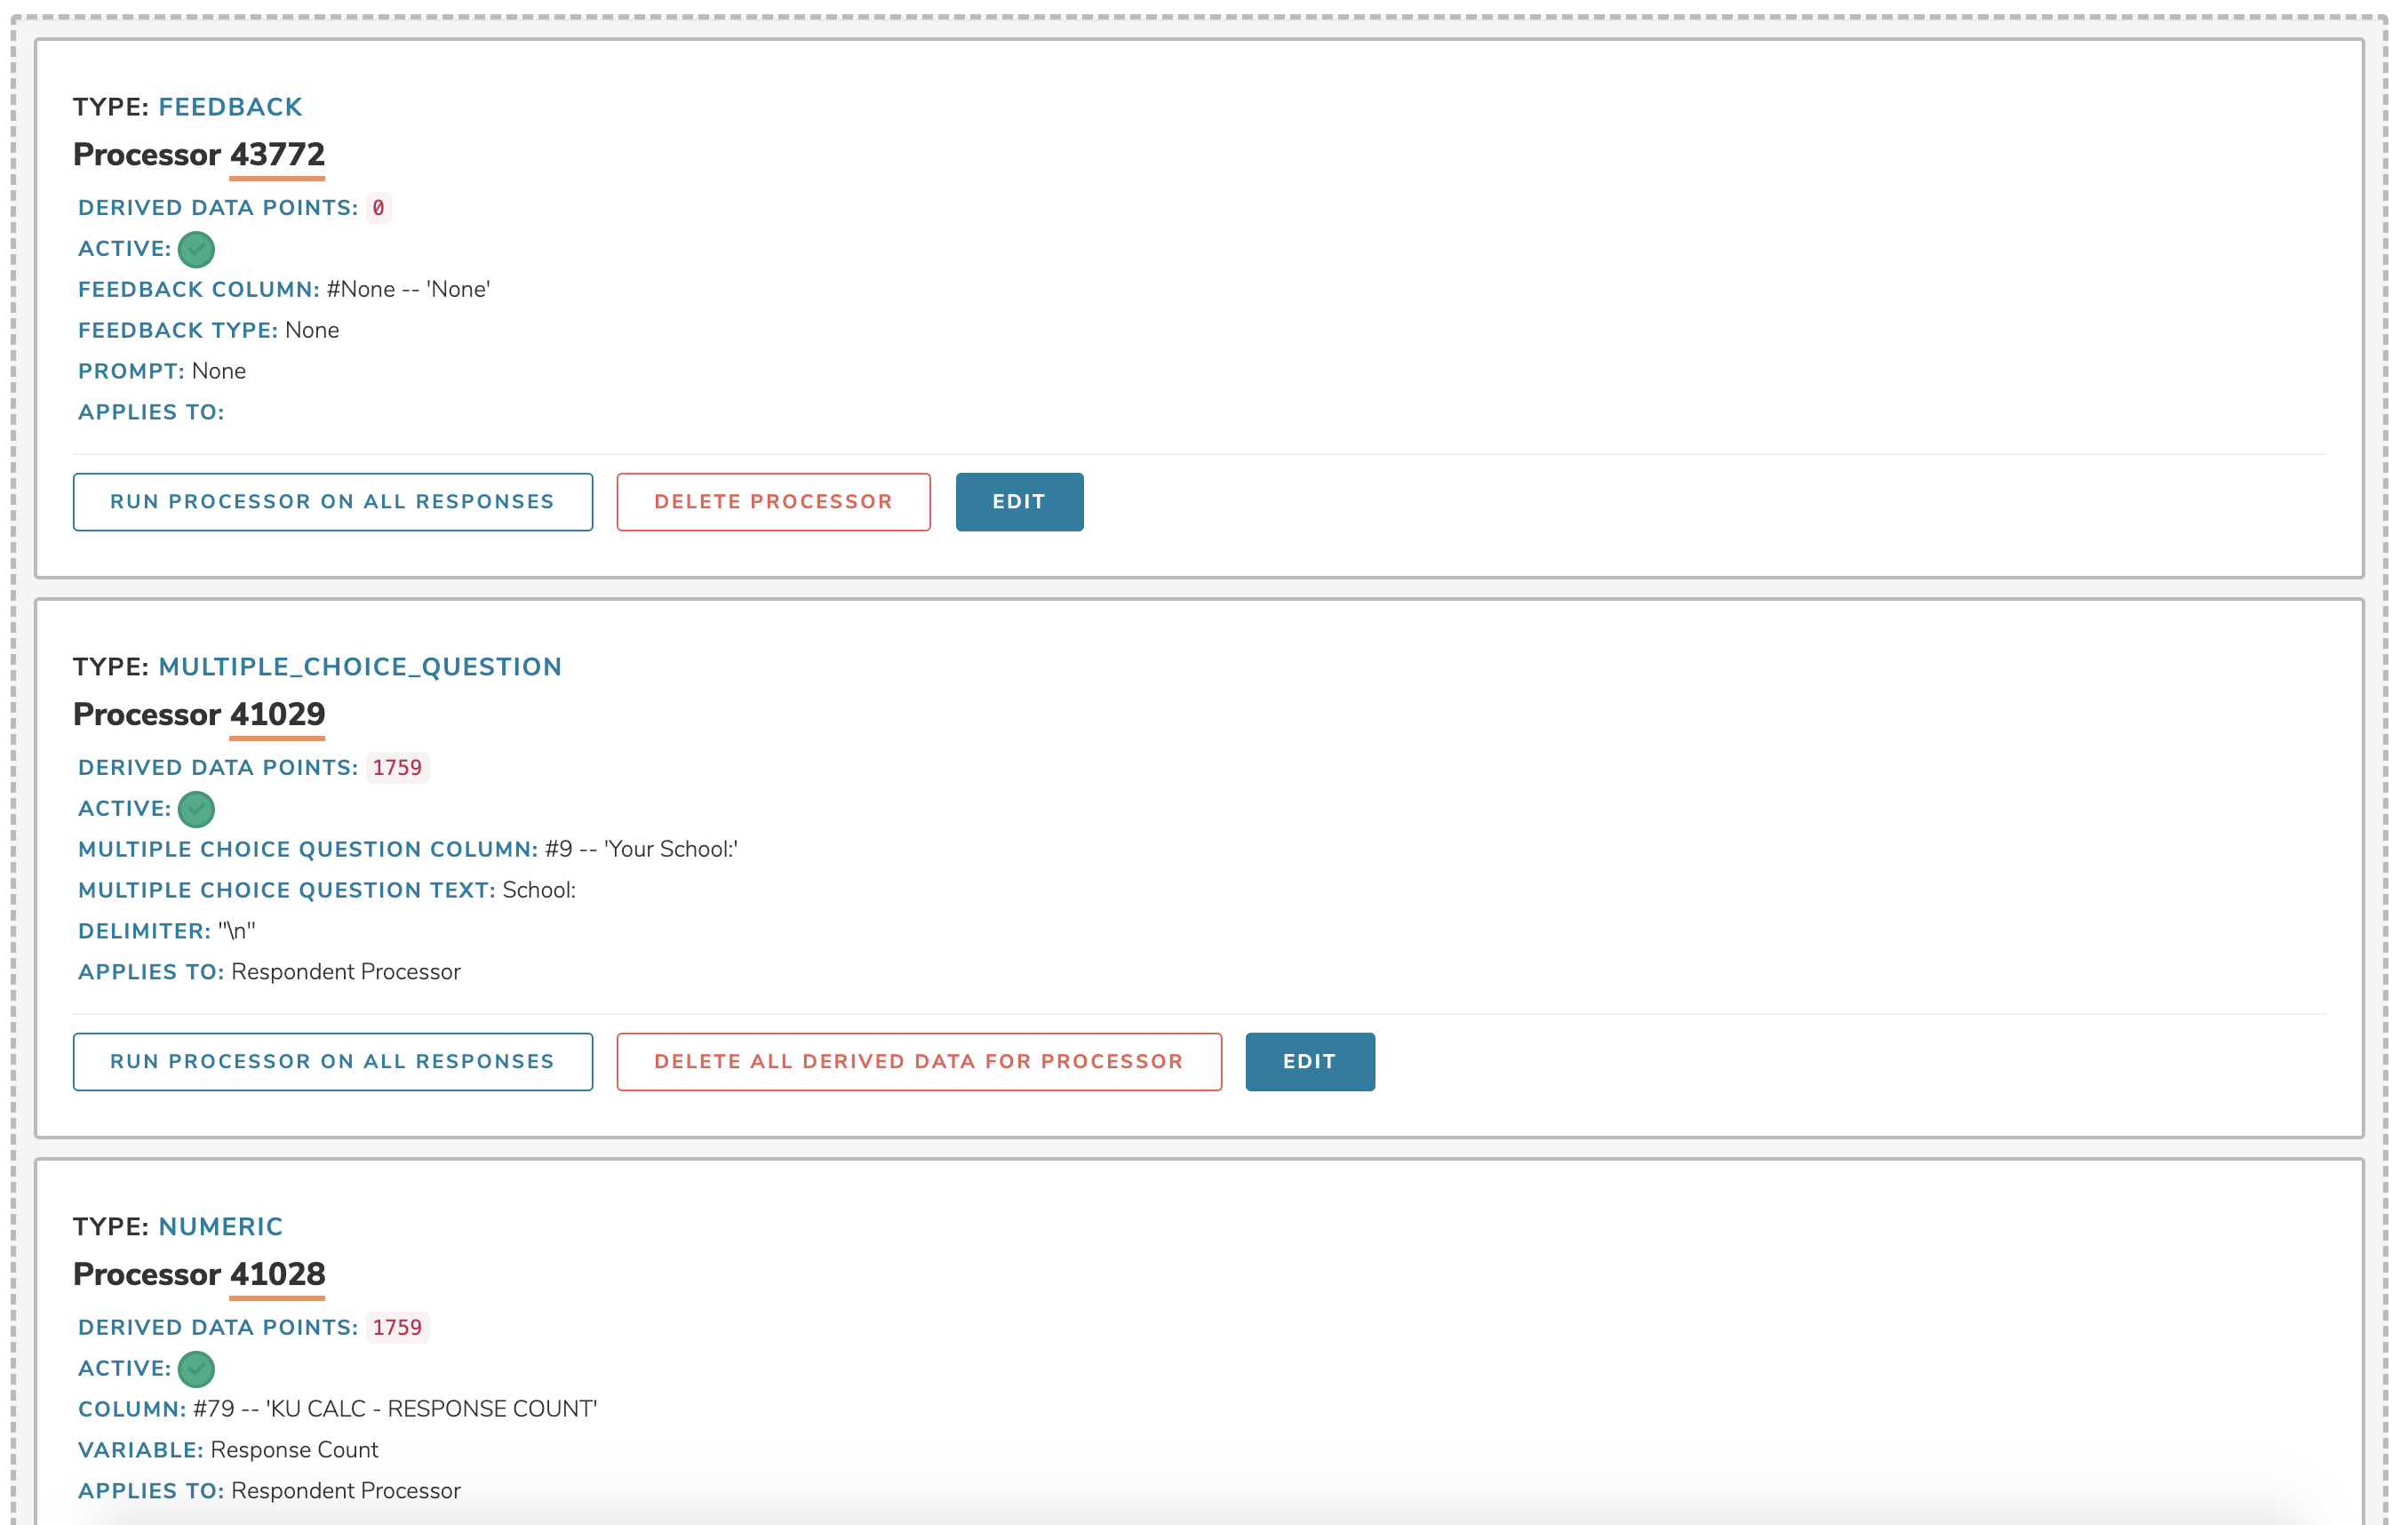 TYPE: FEEDBACK
Processor 43772
DERIVED DATA POINTS: 0
ACTIVE:
FEEDBACK COLUMN: #None -- 'None'
FEEDBACK TYPE: None
PROMPT: None
APPLIES TO:
RUN PROCESSOR ON ALL RESPONSES DELETE PROCESSOR EDIT
TYPE: MULTIPLE_CHOICE_QUESTION
Processor 41029
DERIVED DATA POINTS: 1759
ACTIVE:
MULTIPLE CHOICE QUESTION COLUMN: #9 -- 'Your School:'
MULTIPLE CHOICE QUESTION TEXT: School:
DELIMITER: "\n"
APPLIES TO: Respondent Processor
RUN PROCESSOR ON ALL RESPONSES DELETE ALL DERIVED DATA FOR PROCESSOR EDIT
TYPE: NUMERIC
Processor 41028
DERIVED DATA POINTS: 1759
ACTIVE:
COLUMN: #79 -- 'KU CALC - RESPONSE COUNT'
VARIABLE: Response Count
APPLIES TO: Respondent Processor